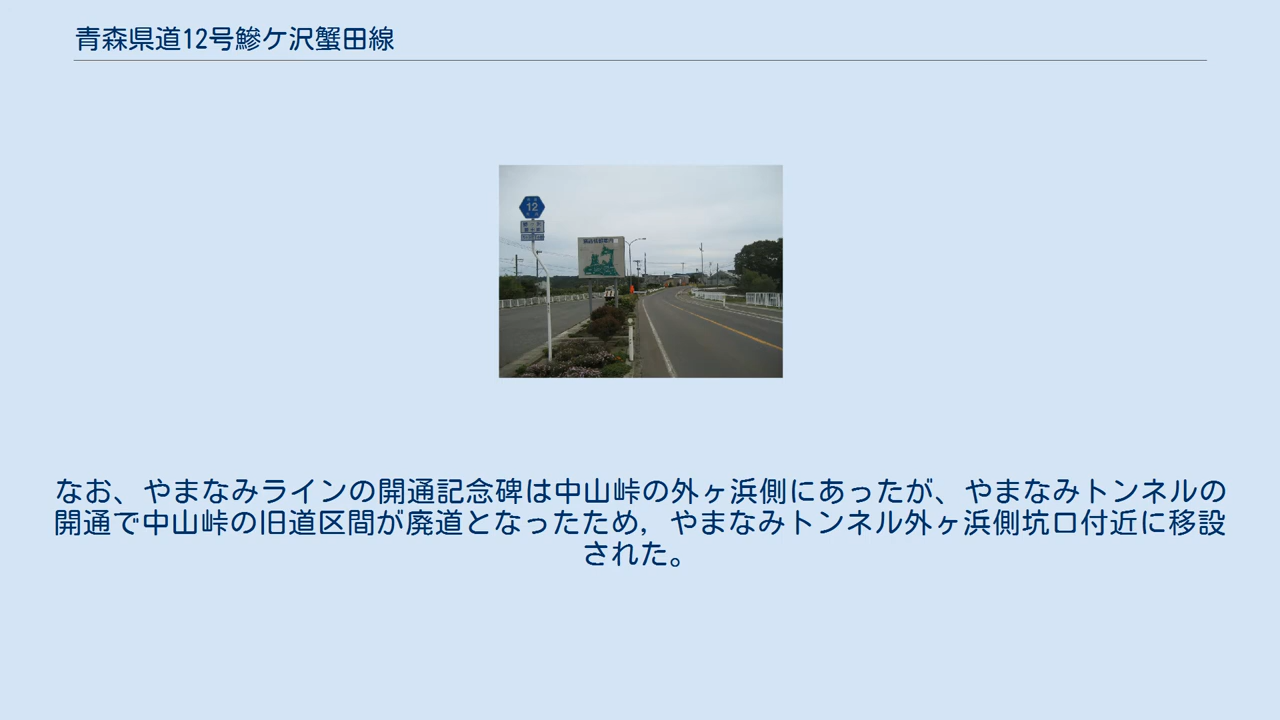 青森県道12号鰺ケ沢蟹田線
12
なお、やまなみラインの開通記念碑は中山峠の外ヶ浜側にあったが、やまなみトンネルの
開通で中山峠の旧道区間が廃道となったため，やまなみトンネル外ヶ浜側坑口付近に移設
された。